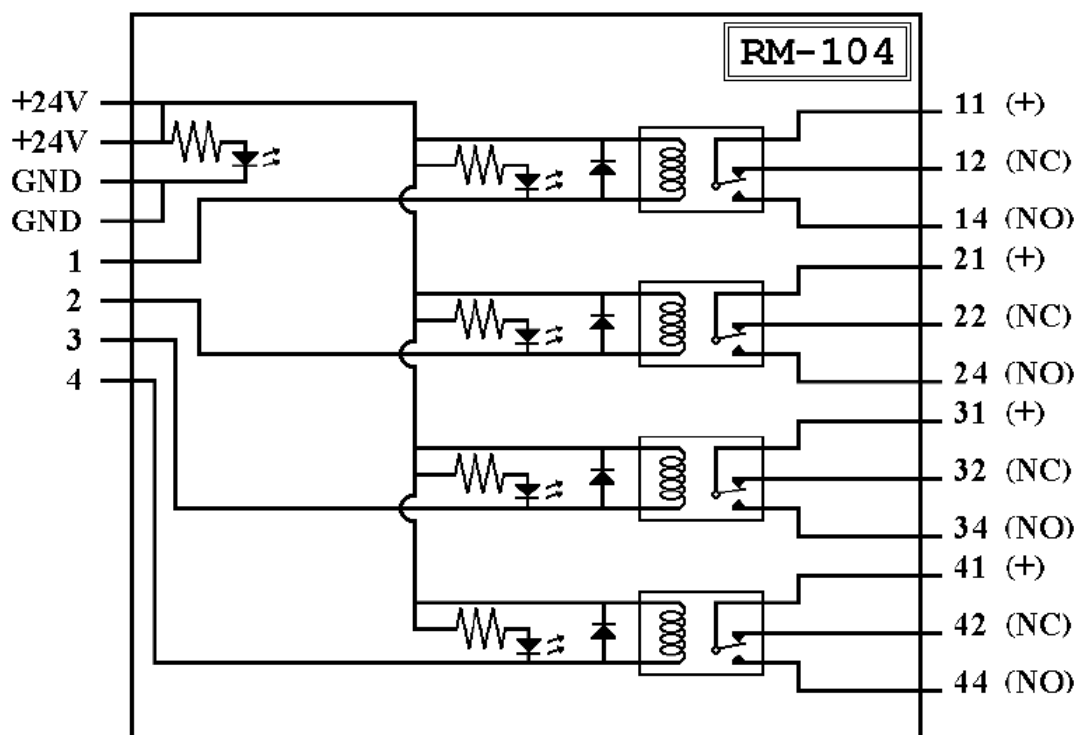 RM-104
+24V
+24V
GND
GND
1
2
3
4
11 (+)
12 (NC)
14 (NO)
21 (+)
22 (NC)
24 (NO)
31 (+)
32 (NC)
34 (NO)
41 (+)
42 (NC)
44 (NO)